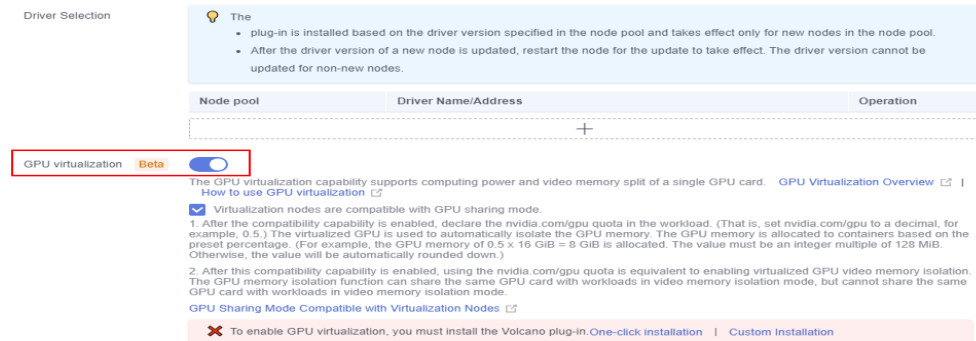 Driver Selection
The
plug-in is installed based on the driver version specified in the node pool and takes effect only for new nodes in the node pool.
After the driver version of a new node is updated, restart the node for the update to take effect. The driver version cannot be
updated for non-new nodes.
Node pool Driver Name/Address Operation
GPU virtualization Beta
The GPU virtualization capability supports computing power and video memory split of a single GPU card. GPU Virtualization Overview |
How to use GPU virtualization
Virtualization nodes are compatible with GPU sharing mode.
1. After the compatibility capability is enabled, declare the nvidia.com/gpu quota in the workload. (That is, set nvidia.com/gpu to a decimal, for
example, 0.5.) The virtualized GPU is used to automatically isolate the GPU memory. The GPU memory is allocated to containers based on the
preset percentage. (For example, the GPU memory of 0.5 x 16 GiB = 8 GiB is allocated. The value must be an integer multiple of 128 MiB.
Otherwise, the value will be automatically rounded down.)
2. After this compatibility capability is enabled, using the nvidia.com/gpu quota is equivalent to enabling virtualized GPU video memory isolation.
The GPU memory isolation function can share the same GPU card with workloads in video memory isolation mode, but cannot share the same
GPU card with workloads in video memory isolation mode.
GPU Sharing Mode Compatible with Virtualization Nodes
To enable GPU virtualization, you must install the Volcano plug-in.One-click installation | Custom Installation